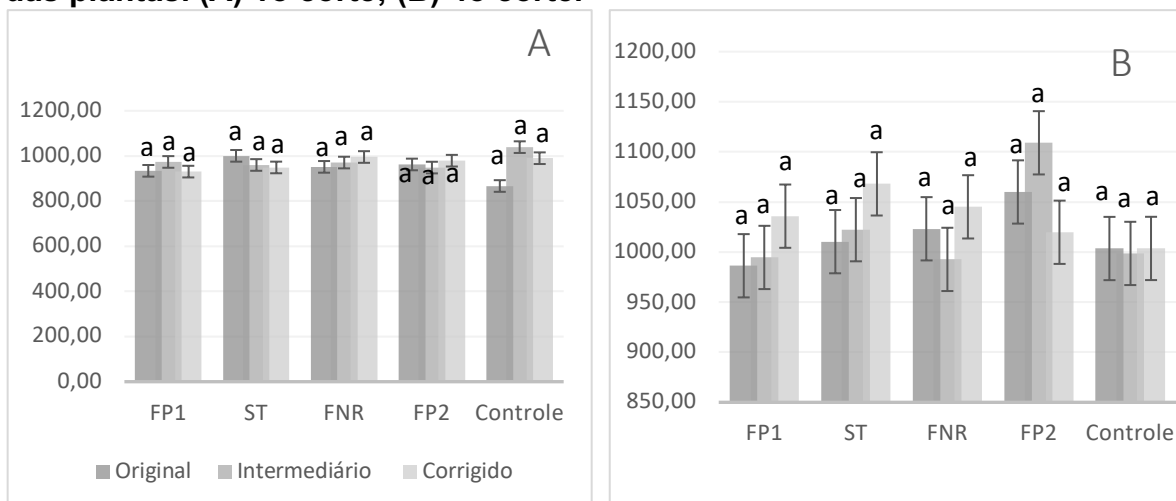 das plantas. (A) 1º corte; (B) 4º corte.
A
1200,00
1000,00
800,00
600,00
400,00
200,00
0,00
a a a a a a a a a a a a a a a
FP1 ST FNR FP2 Controle
Original Intermediário Corrigido
B
1200,00
1150,00
1100,00
1050,00
1000,00
950,00
900,00
850,00
a a a a a a a a a a a a a a a
FP1 ST FNR FP2 Controle